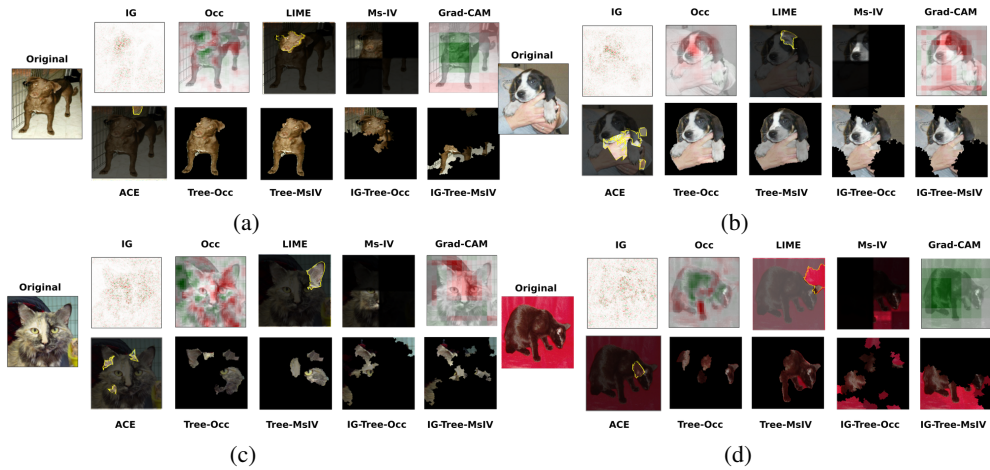 IG Occ LIME Ms-IV Grad-CAM
Original
ACE Tree-Occ Tree-MsIV IG-Tree-Occ IG-Tree-MsIV
(a)
IG Occ LIME Ms-IV Grad-CAM
Original
ACE Tree-Occ Tree-MsIV IG-Tree-Occ IG-Tree-MsIV
(b)
IG Occ LIME Ms-IV Grad-CAM
Original
ACE Tree-Occ Tree-MsIV IG-Tree-Occ IG-Tree-MsIV
(c)
IG Occ LIME Ms-IV Grad-CAM
Original
ACE Tree-Occ Tree-MsIV IG-Tree-Occ IG-Tree-MsIV
(d)